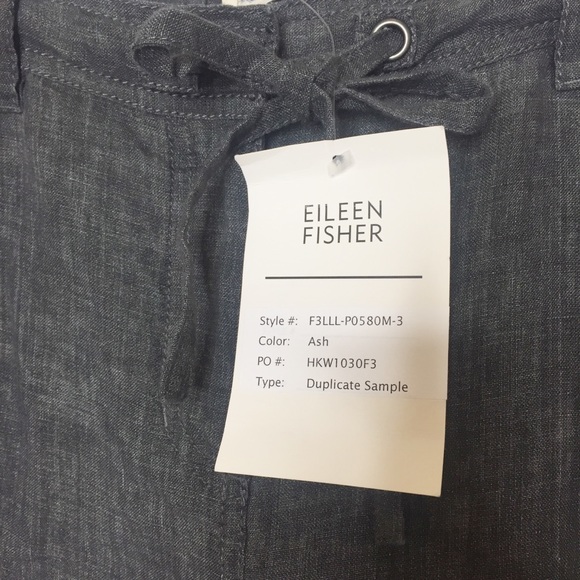 EILEEN
FISHER
Style #: F3LLL-P0580M-3
Color: Ash
PO #: HKW1030F3
Type: Duplicate Sample